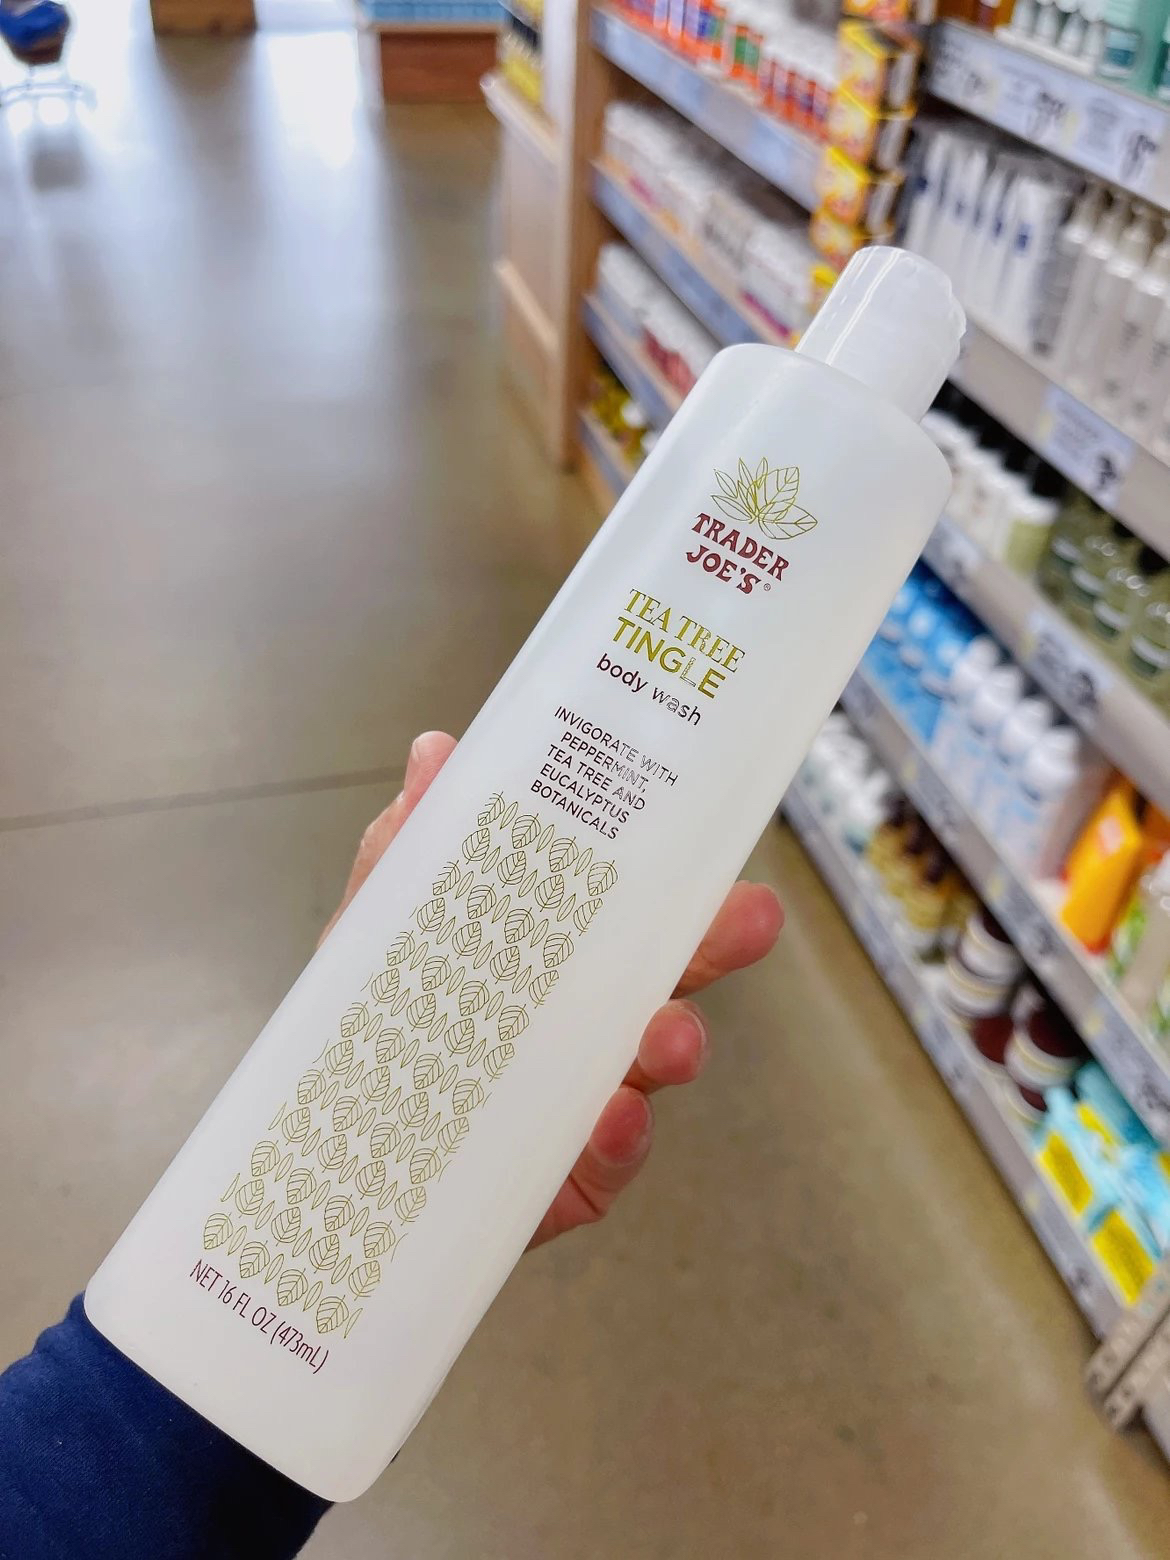 TRADER
JOE'S®
TEA TREE
TINGLE
body wash
INVIGORATE WITH
PEPPERMINT,
TEA TREE AND
EUCALYPTUS
BOTANICALS
NET 16 FL OZ (473mL)